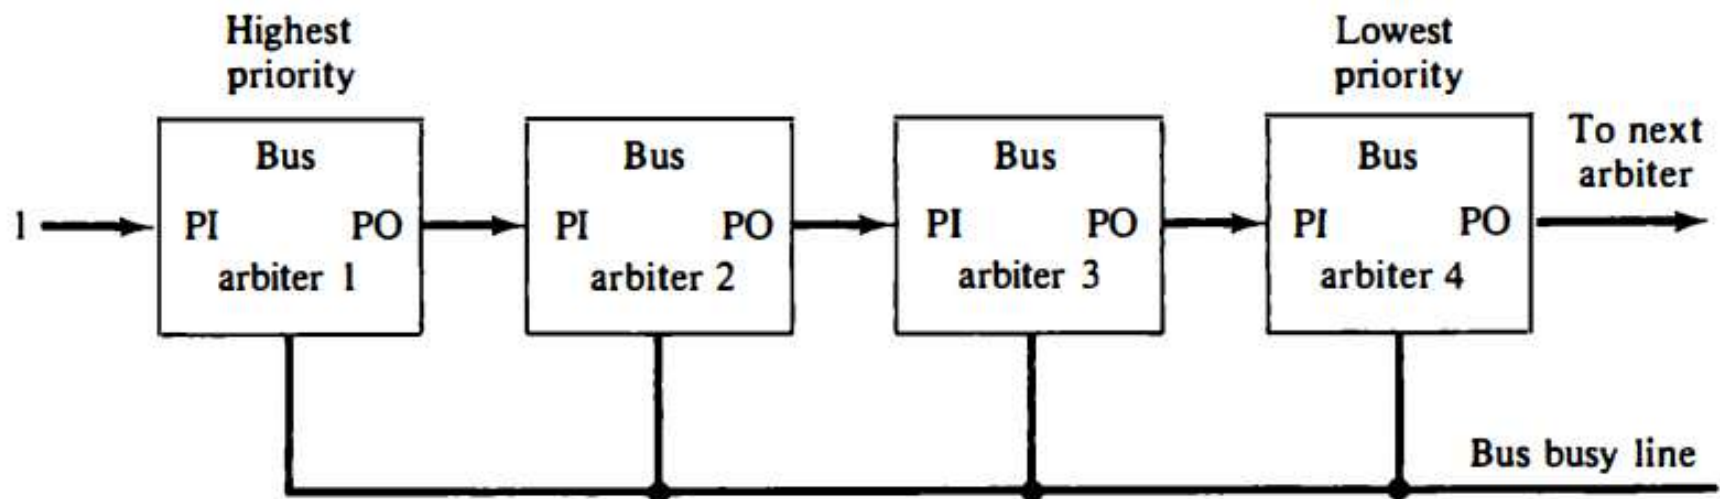 Highest
priority
Lowest
priority
Bus
Bus
Bus
Bus
To next
arbiter
1
PI
PO
PI
PO
PI
PO
PI
PO
arbiter 1
arbiter 2
arbiter 3
arbiter 4
Bus busy line